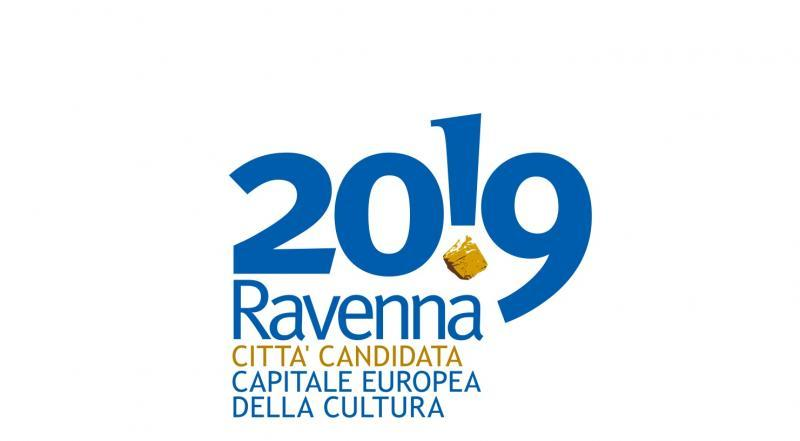 2019
Ravenna
CITTA' CANDIDATA
CAPITALE EUROPEA
DELLA CULTURA